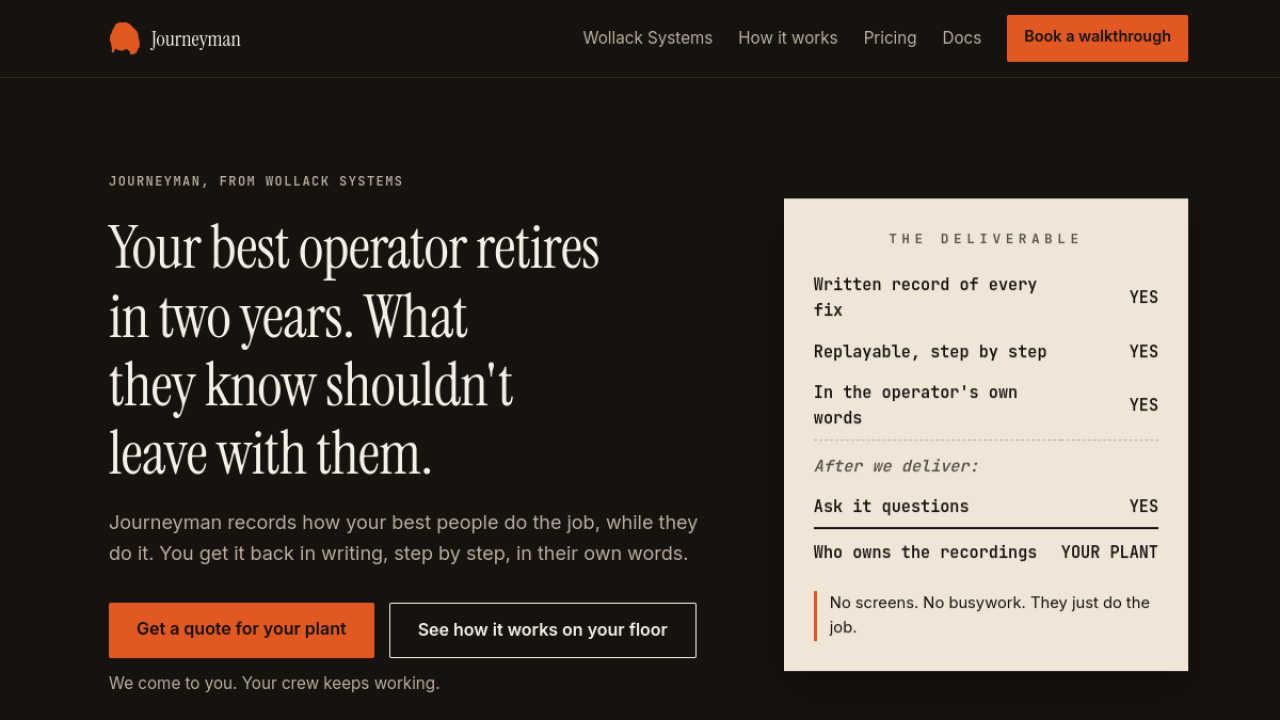 Journeyman
Wollack Systems
How it works
Pricing
Docs
Book a walkthrough
JOURNEYMAN, FROM WOLLACK SYSTEMS
Your best operator retires
in two years. What
they know shouldn't
leave with them.
Journeyman records how your best people do the job, while they
do it. You get it back in writing, step by step, in their own words.
Get a quote for your plant
See how it works on your floor
We come to you. Your crew keeps working.
THE DELIVERABLE
Written record of every
fix
YES
Replayable, step by step YES
In the operator's own
words
YES
After we deliver:
Ask it questions YES
Who owns the recordings YOUR PLANT
No screens. No busywork. They just do the
job.